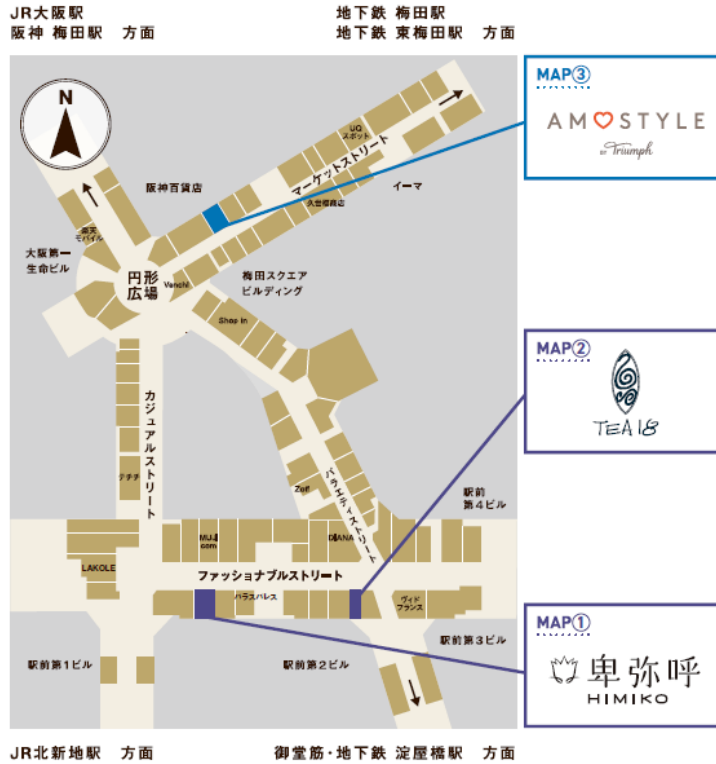 JR大阪駅
阪神 梅田駅 方面
地下鉄 梅田駅
地下鉄 東梅田駅 方面
N
MAP③
AMOSTYLE
BY Triumph
UQ
スポット
マーケットストリート
阪神百貨店
久世福商店
イーマ
楽天
モバイル
大阪第一
生命ビル
円形
広場
Venchi
梅田スクエア
ビルディング
Shop in
MAP②
TEA18
カジュアルストリート
クチチ
Zoff
バラエティストリート
駅前
第4ビル
MUJI
com
DIANA
LAKOLE
ファッショナブルストリート
パラスパレス
ヴィド
フランス
MAP①
卑弥呼
HIMIKO
駅前第1ビル
駅前第2ビル
駅前第3ビル
JR北新地駅 方面
御堂筋・地下鉄 淀屋橋駅 方面